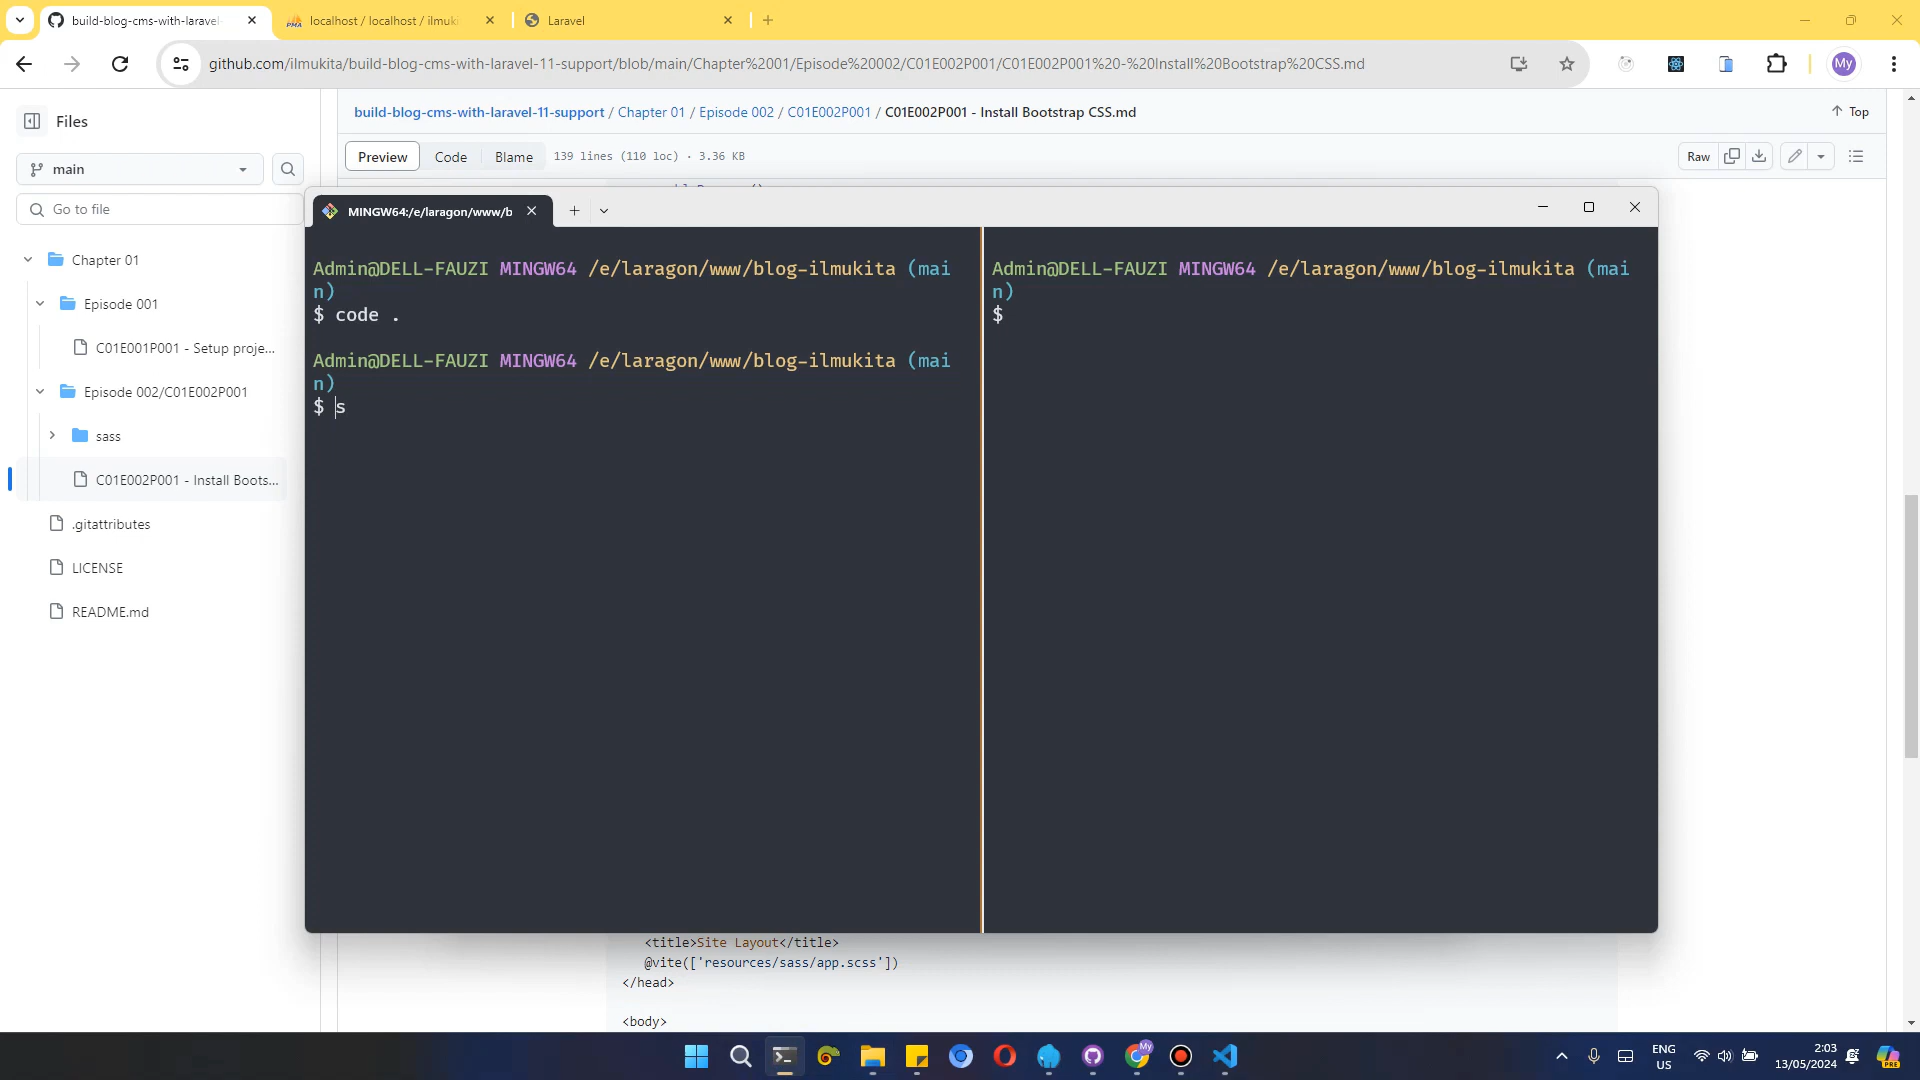 build-blog-cms-with-laravel-
localhost / localhost / ilmuki
Laravel
github.com/ilmukita/build-blog-cms-with-laravel-11-support/blob/main/Chapter%2001/Episode%20002/C01E002P001/C01E002P001%20-%20Install%20Bootstrap%20CSS.md
My
Files
build-blog-cms-with-laravel-11-support / Chapter 01 / Episode 002 / C01E002P001 / C01E002P001 - Install Bootstrap CSS.md
Top
main
Preview
Code
Blame
139 lines (110 loc) · 3.36 KB
Raw
Go to file
MINGW64:/e/laragon/www/b
Chapter 01
Episode 001
C01E001P001 - Setup proje...
Episode 002/C01E002P001
sass
C01E002P001 - Install Boots...
.gitattributes
LICENSE
README.md
Admin@DELL-FAUZI MINGW64 /e/laragon/www/blog-ilmukita (mai
n)
$ code .
Admin@DELL-FAUZI MINGW64 /e/laragon/www/blog-ilmukita (mai
n)
$ s
Admin@DELL-FAUZI MINGW64 /e/laragon/www/blog-ilmukita (mai
n)
$
<title>Site Layout</title>
@vite(['resources/sass/app.scss'])
</head>
<body>
My
ENG
US
2:03
13/05/2024
PRE